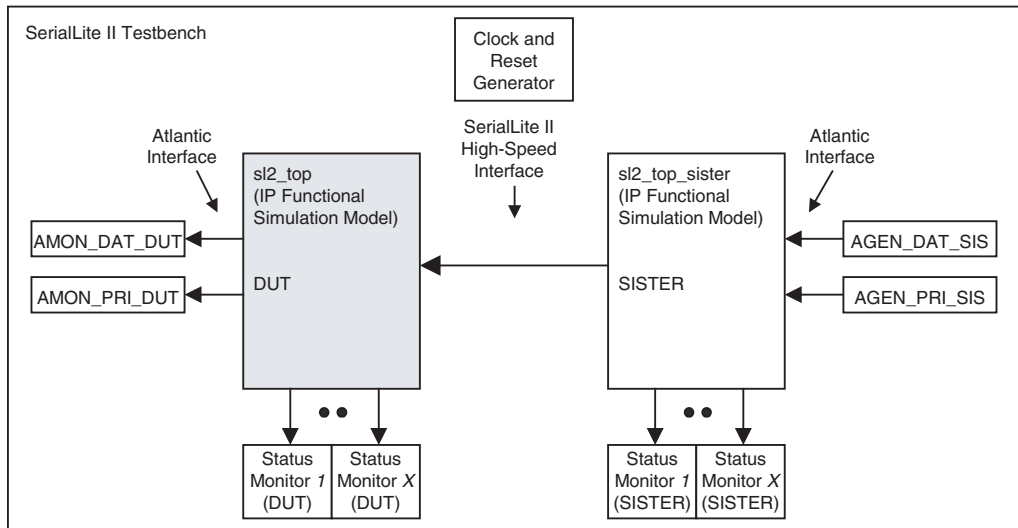 SerialLite II Testbench
Clock and
Reset
Generator
Atlantic
Interface
SerialLite II
High-Speed
Interface
Atlantic
Interface
sl2_top
(IP Functional
Simulation Model)
DUT
sl2_top_sister
(IP Functional
Simulation Model)
SISTER
AMON_DAT_DUT
AMON_PRI_DUT
AGEN_DAT_SIS
AGEN_PRI_SIS
Status
Monitor 1
(DUT)
Status
Monitor X
(DUT)
Status
Monitor 1
(SISTER)
Status
Monitor X
(SISTER)